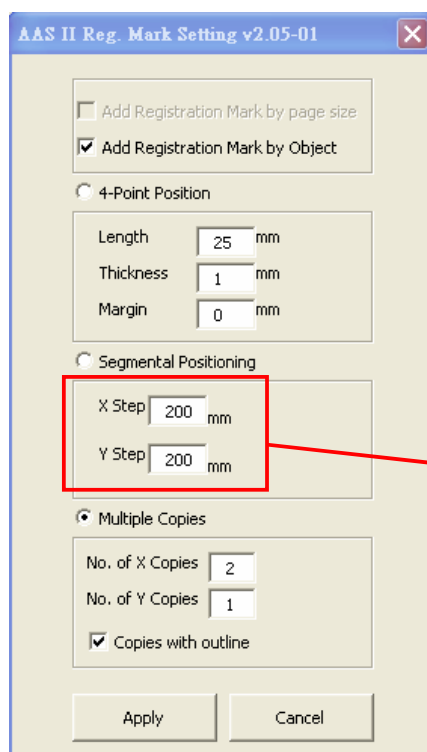 AAS II Reg. Mark Setting v2.05-01
Add Registration Mark by page size
Add Registration Mark by Object
4-Point Position
Length 25 mm
Thickness 1 mm
Margin 0 mm
Segmental Positioning
X Step 200 mm
Y Step 200 mm
Multiple Copies
No. of X Copies 2
No. of Y Copies 1
Copies with outline
Apply Cancel